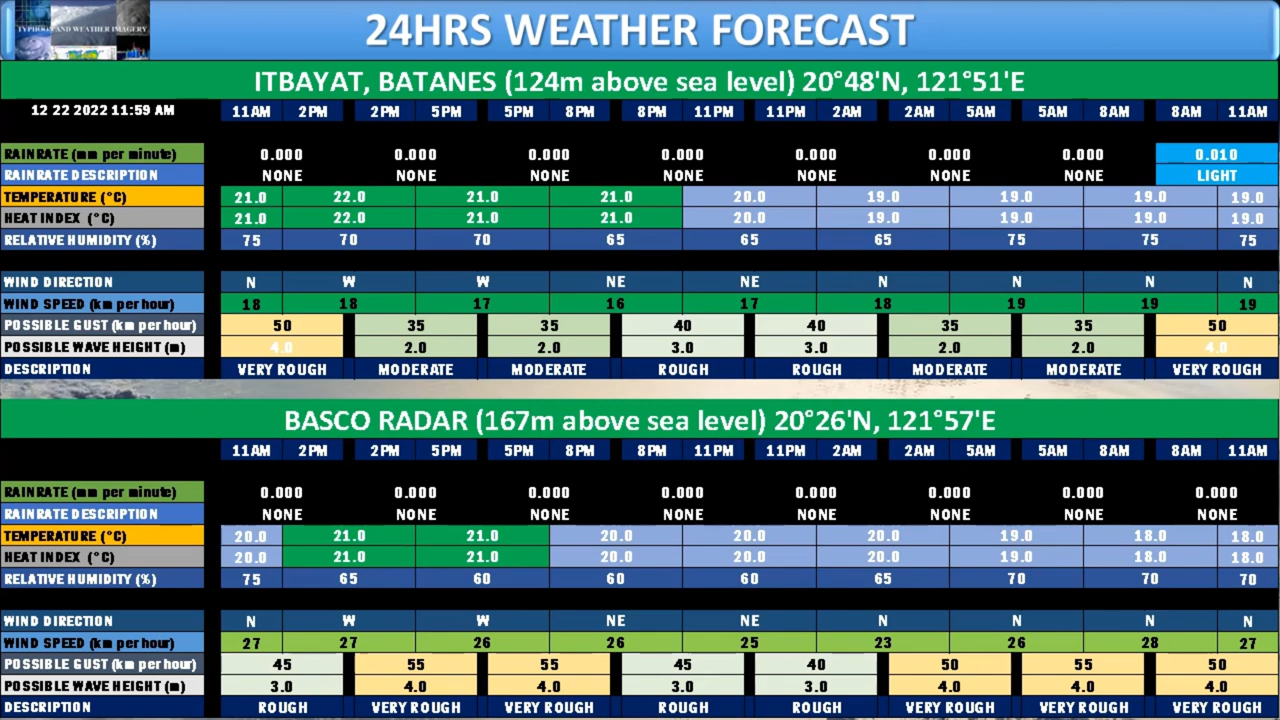 TYPHOON AND WEATHER IMAGERY
24HRS WEATHER FORECAST
ITBAYAT, BATANES (124m above sea level) 20°48'N, 121°51'E
12 22 2022 11:59 AM 11AM 2PM 2PM 5PM 5PM 8PM 8PM 11PM 11PM 2AM 2AM 5AM 5AM 8AM 8AM 11AM
RAINRATE (mm per minute) 0.000 0.000 0.000 0.000 0.000 0.000 0.000 0.010
RAINRATE DESCRIPTION NONE NONE NONE NONE NONE NONE NONE LIGHT
TEMPERATURE (°C) 21.0 22.0 21.0 21.0 20.0 19.0 19.0 19.0 19.0
HEAT INDEX (°C) 21.0 22.0 21.0 21.0 20.0 19.0 19.0 19.0 19.0
RELATIVE HUMIDITY (%) 75 70 70 65 65 65 75 75 75
WIND DIRECTION N W W NE NE N N N N
WIND SPEED (km per hour) 18 18 17 16 17 18 19 19 19
POSSIBLE GUST (km per hour) 50 35 35 40 40 35 35 50
POSSIBLE WAVE HEIGHT (m) 4.0 2.0 2.0 3.0 3.0 2.0 2.0 4.0
DESCRIPTION VERY ROUGH MODERATE MODERATE ROUGH ROUGH MODERATE MODERATE VERY ROUGH
BASCO RADAR (167m above sea level) 20°26'N, 121°57'E
11AM 2PM 2PM 5PM 5PM 8PM 8PM 11PM 11PM 2AM 2AM 5AM 5AM 8AM 8AM 11AM
RAINRATE (mm per minute) 0.000 0.000 0.000 0.000 0.000 0.000 0.000 0.000
RAINRATE DESCRIPTION NONE NONE NONE NONE NONE NONE NONE NONE
TEMPERATURE (°C) 20.0 21.0 21.0 20.0 20.0 20.0 19.0 18.0 18.0
HEAT INDEX (°C) 20.0 21.0 21.0 20.0 20.0 20.0 19.0 18.0 18.0
RELATIVE HUMIDITY (%) 75 65 60 60 60 65 70 70 70
WIND DIRECTION N W W NE NE N N N N
WIND SPEED (km per hour) 27 27 26 26 25 23 26 28 27
POSSIBLE GUST (km per hour) 45 55 55 45 40 50 55 50
POSSIBLE WAVE HEIGHT (m) 3.0 4.0 4.0 3.0 3.0 4.0 4.0 4.0
DESCRIPTION ROUGH VERY ROUGH VERY ROUGH ROUGH ROUGH VERY ROUGH VERY ROUGH VERY ROUGH